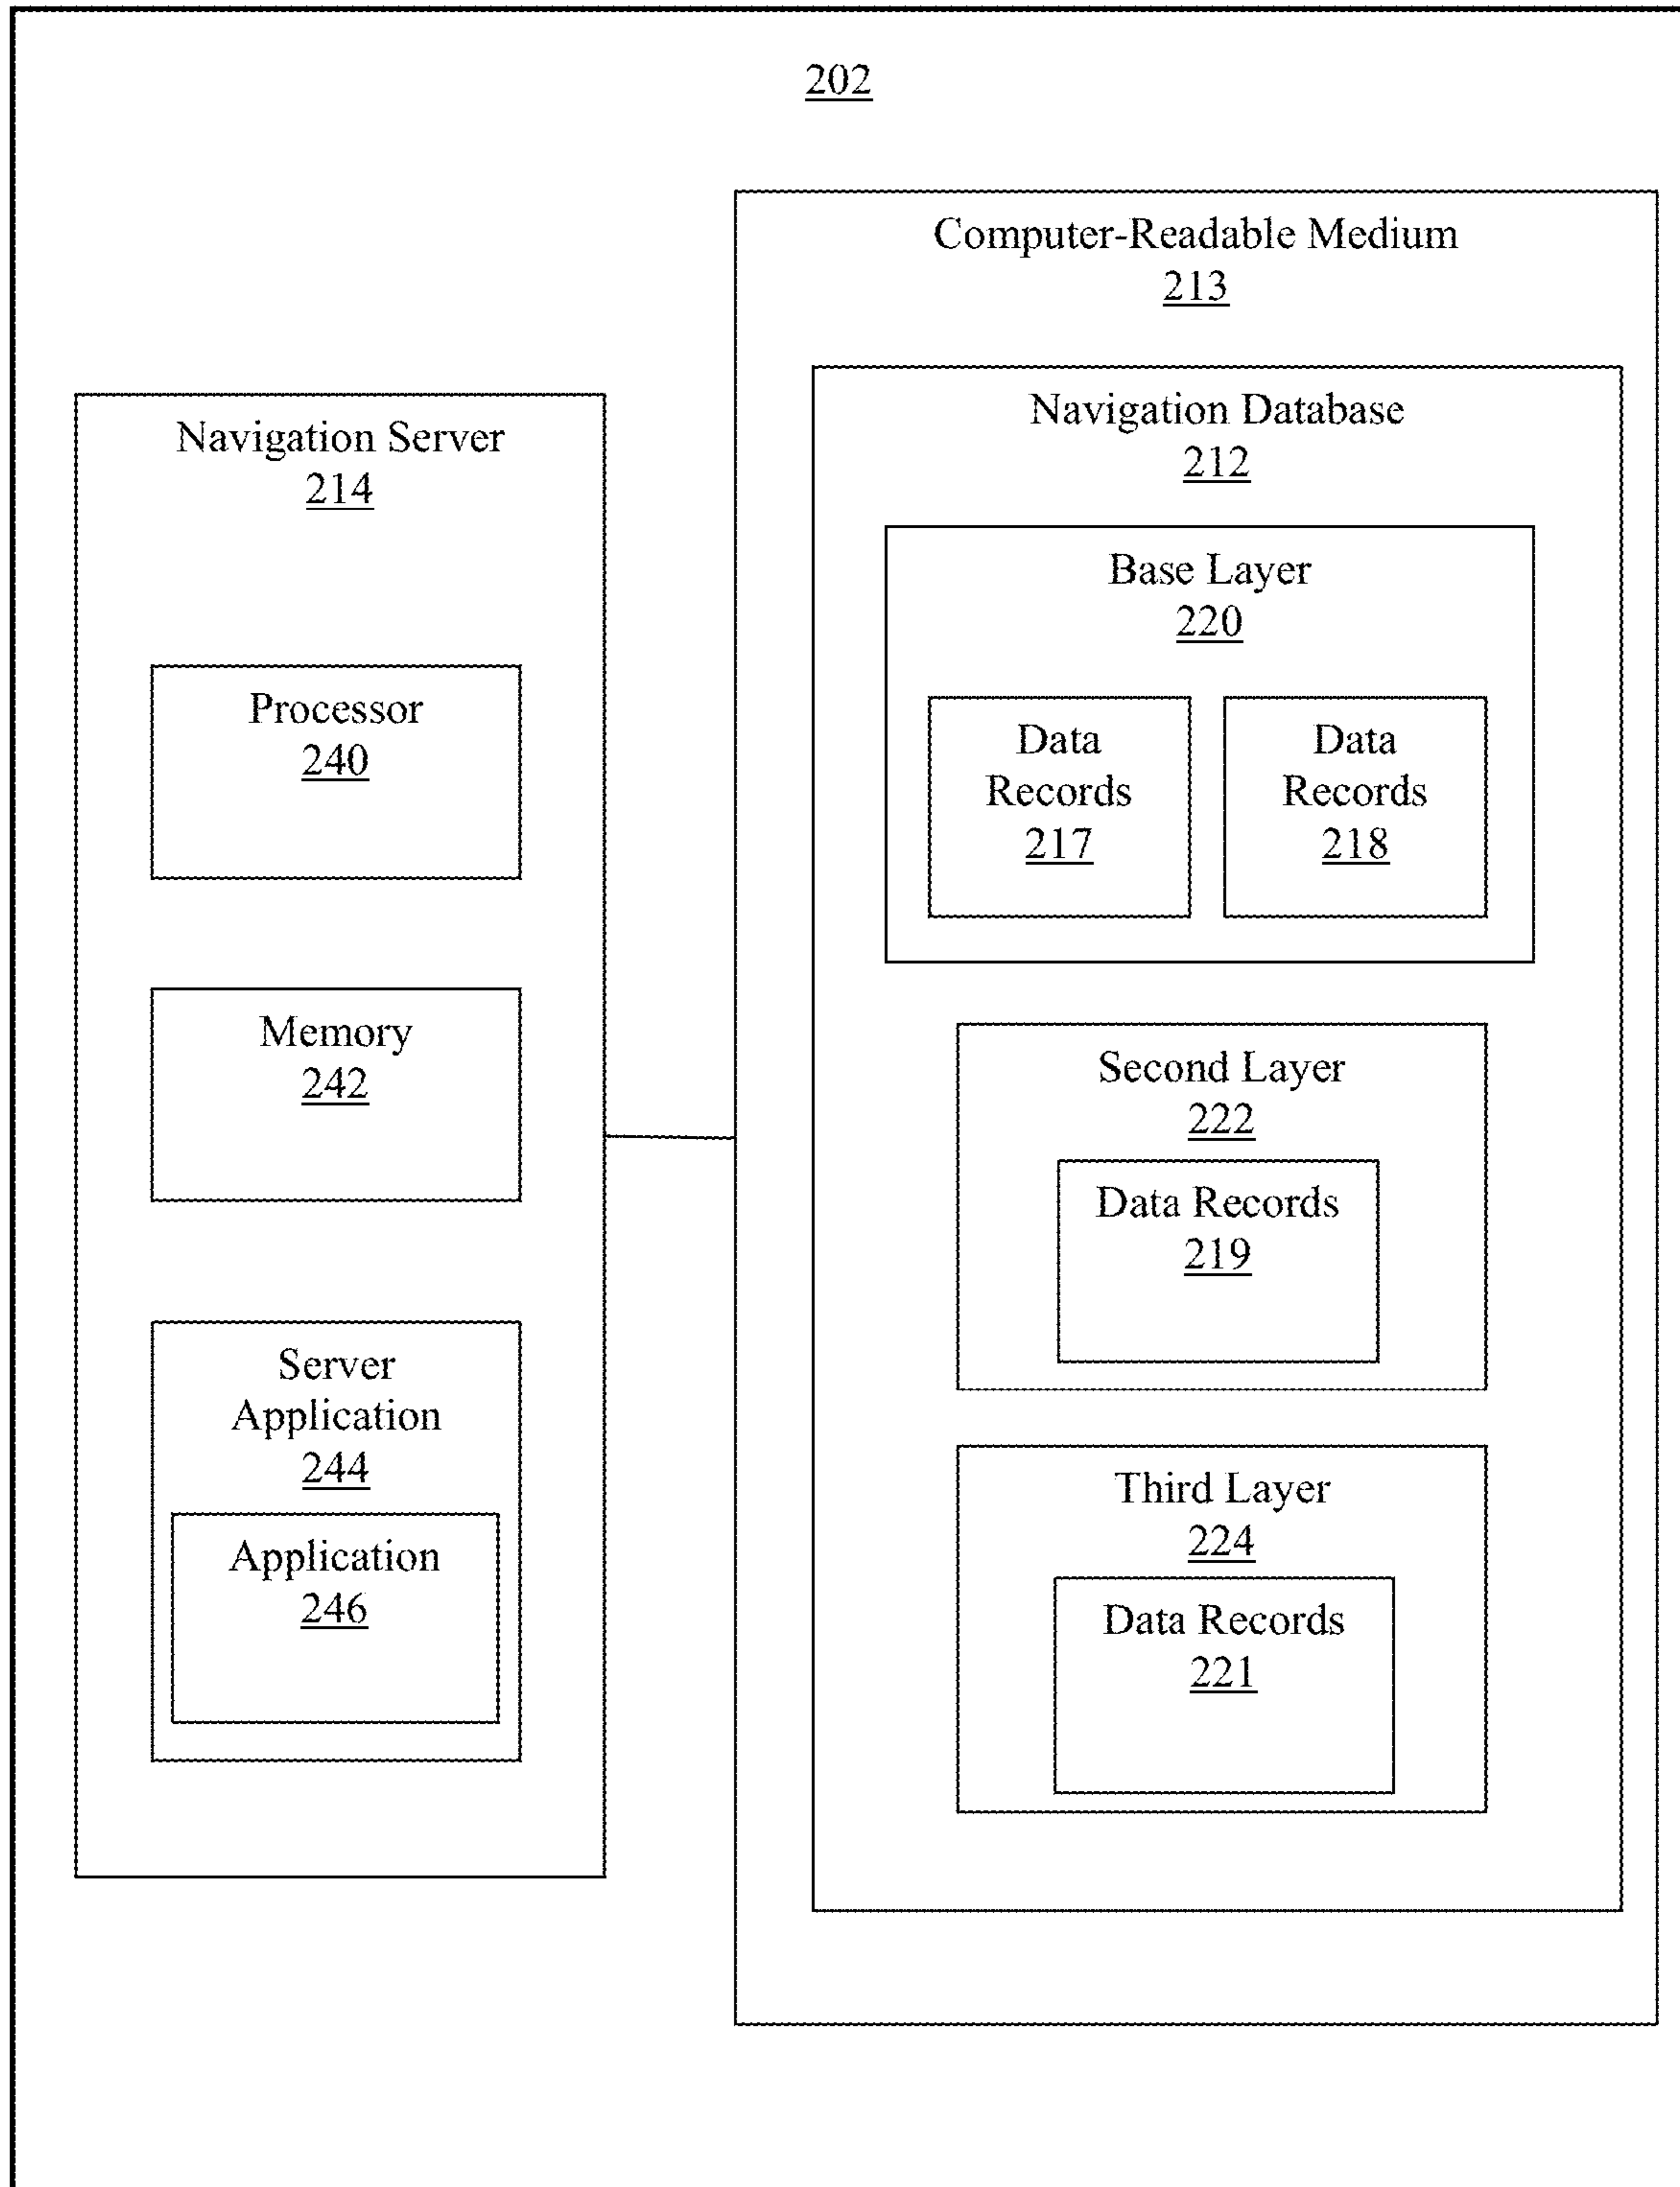 202
Navigation Server
214
Processor
240
Memory
242
Server
Application
244
Application
246
Computer-Readable Medium
213
Navigation Database
212
Base Layer
220
Data
Records
217
Data
Records
218
Second Layer
222
Data Records
219
Third Layer
224
Data Records
221